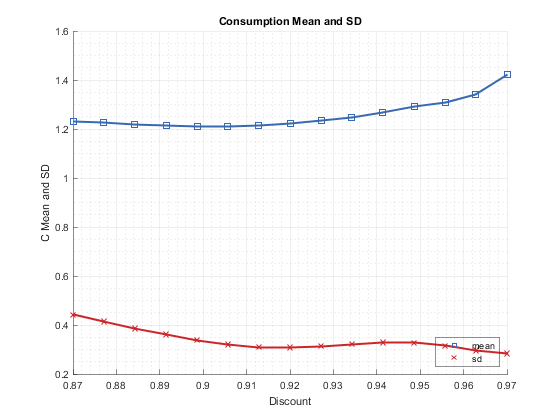 Consumption Mean and SD
1.6
1.4
1.2
1
0.8
0.6
0.4
0.2
C Mean and SD
0.87 0.88 0.89 0.9 0.91 0.92 0.93 0.94 0.95 0.96 0.97
Discount
mean
sd